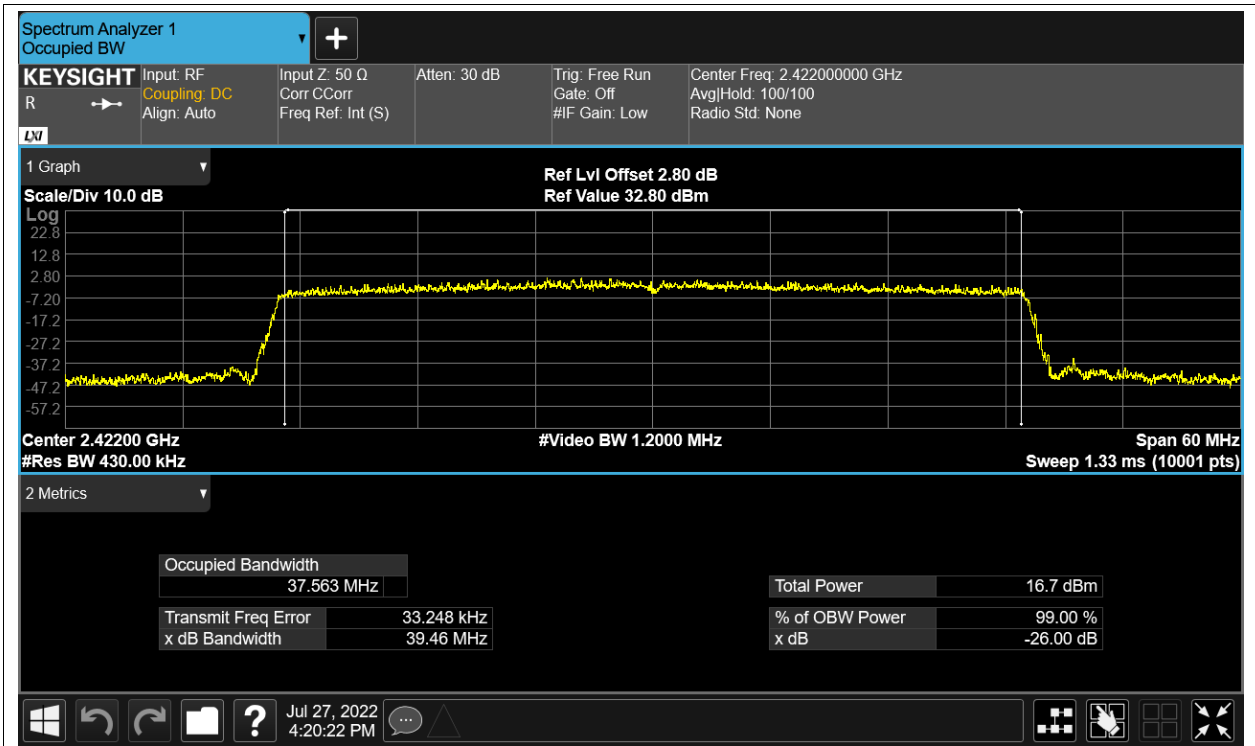 Spectrum Analyzer 1
Occupied BW
KEYSIGHT
R
LXI
Input: RF
Coupling: DC
Align: Auto
Input Z: 50 Ω
Corr CCorr
Freq Ref: Int (S)
Atten: 30 dB
Trig: Free Run
Gate: Off
#IF Gain: Low
Center Freq: 2.422000000 GHz
Avg|Hold: 100/100
Radio Std: None
1 Graph
Scale/Div 10.0 dB
Ref Lvl Offset 2.80 dB
Ref Value 32.80 dBm
Log
22.8
12.8
2.80
-7.20
-17.2
-27.2
-37.2
-47.2
-57.2
Center 2.42200 GHz
#Video BW 1.2000 MHz
Span 60 MHz
#Res BW 430.00 kHz
Sweep 1.33 ms (10001 pts)
2 Metrics
Occupied Bandwidth
37.563 MHz
Transmit Freq Error 33.248 kHz
x dB Bandwidth 39.46 MHz
Total Power 16.7 dBm
% of OBW Power 99.00 %
x dB -26.00 dB
?
Jul 27, 2022
4:20:22 PM